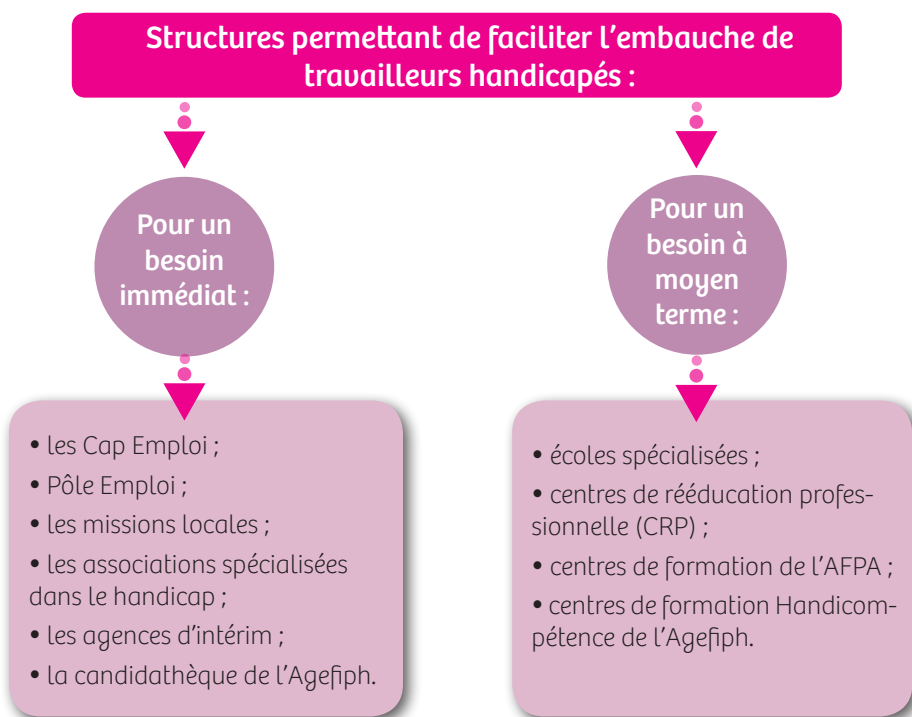 Structures permettant de faciliter l’embauche de
travailleurs handicapés :
Pour un
besoin
immédiat :
• les Cap Emploi ;
• Pôle Emploi ;
• les missions locales ;
• les associations spécialisées
dans le handicap ;
• les agences d’intérim ;
• la candidathèque de l’Agefiph.
Pour un
besoin à
moyen
terme :
• écoles spécialisées ;
• centres de rééducation profes-
sionnelle (CRP) ;
• centres de formation de l’AFPA ;
• centres de formation Handicom-
pétence de l’Agefiph.